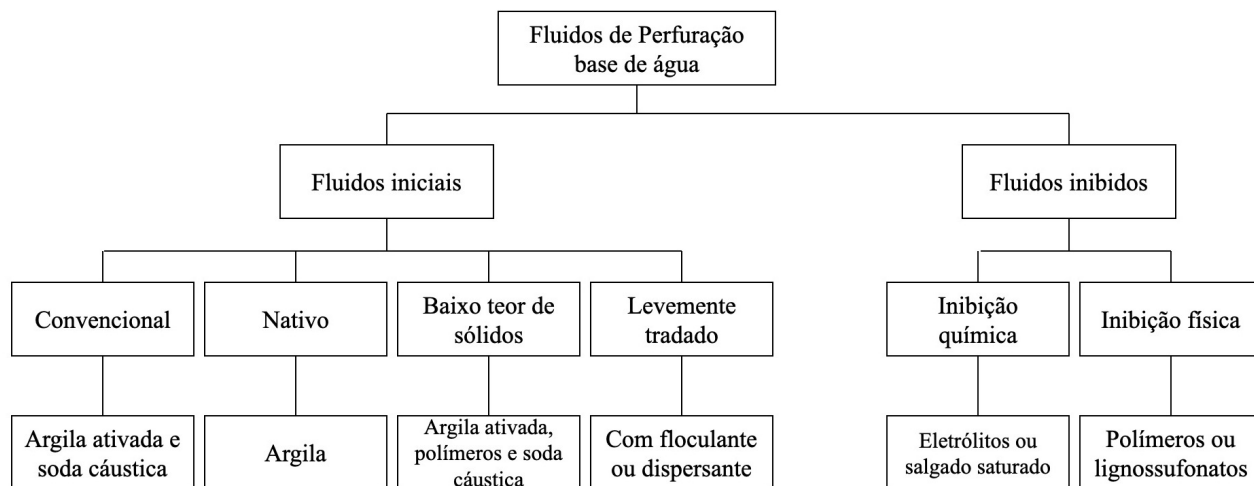 Fluidos de Perfuração
base de água
Fluidos iniciais
Fluidos inibidos
Convencional
Nativo
Baixo teor de
sólidos
Levemente
tradado
Inibição
química
Inibição física
Argila ativada e
soda cáustica
Argila
Argila ativada,
polímeros e soda
cáustica
Com floculante
ou dispersante
Eletrólitos ou
salgado saturado
Polímeros ou
lignossufonatos